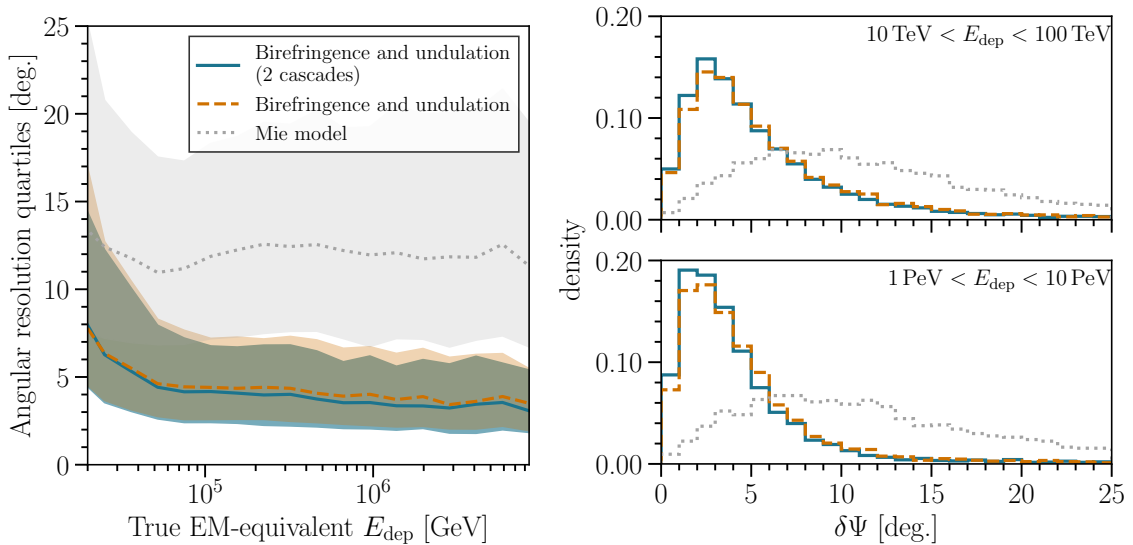 Angular resolution quartiles [deg.]
25
20
15
10
5
0
Birefringence and undulation
(2 cascades)
Birefringence and undulation
Mie model
10^5
10^6
True EM-equivalent E_dep [GeV]
density
0.20
0.10
0.00
10 TeV < E_dep < 100 TeV
0.20
0.10
0.00
1 PeV < E_dep < 10 PeV
0
5
10
15
20
25
δΨ [deg.]